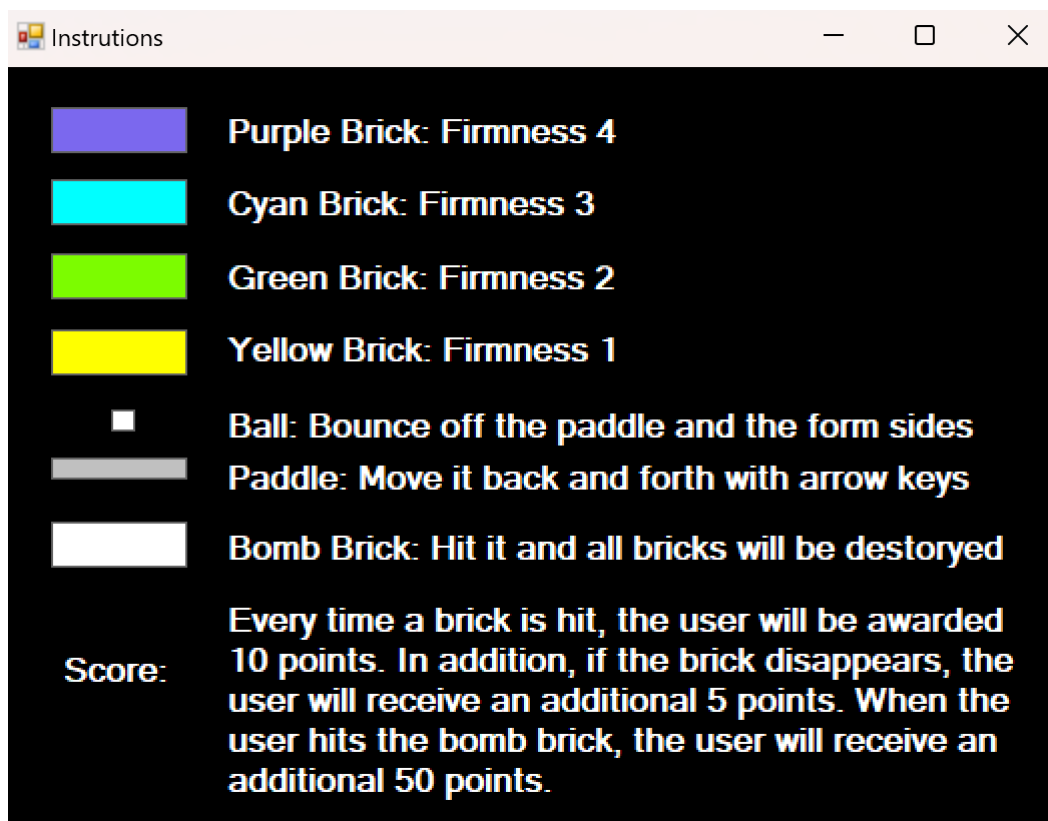 Instrutions
Purple Brick: Firmness 4
Cyan Brick: Firmness 3
Green Brick: Firmness 2
Yellow Brick: Firmness 1
Ball: Bounce off the paddle and the form sides
Paddle: Move it back and forth with arrow keys
Bomb Brick: Hit it and all bricks will be destoryed
Score:
Every time a brick is hit, the user will be awarded
10 points. In addition, if the brick disappears, the
user will receive an additional 5 points. When the
user hits the bomb brick, the user will receive an
additional 50 points.